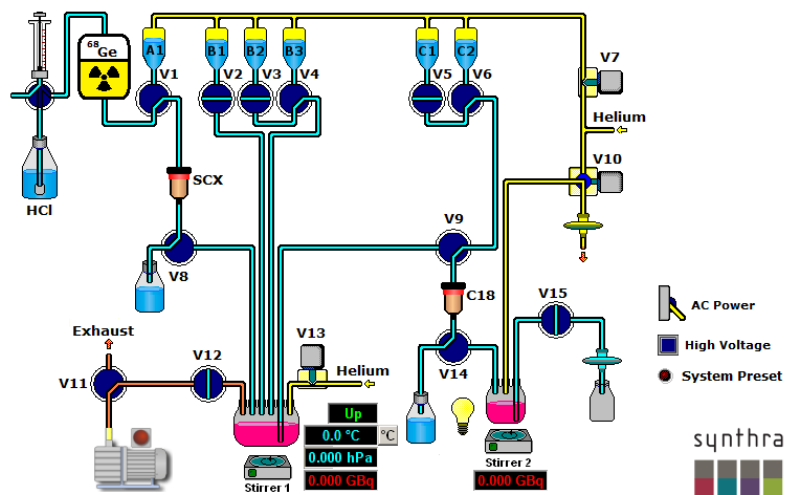 68
Ge
A1
B1
B2
B3
C1
C2
V1
V2
V3
V4
V5
V6
V7
Helium
V10
HCl
SCX
V8
V9
C18
V14
V15
AC Power
High Voltage
System Preset
Exhaust
V11
V12
V13
Helium
Up
0.0 °C
°C
0.000 hPa
0.000 GBq
Stirrer 1
Stirrer 2
0.000 GBq
synthra